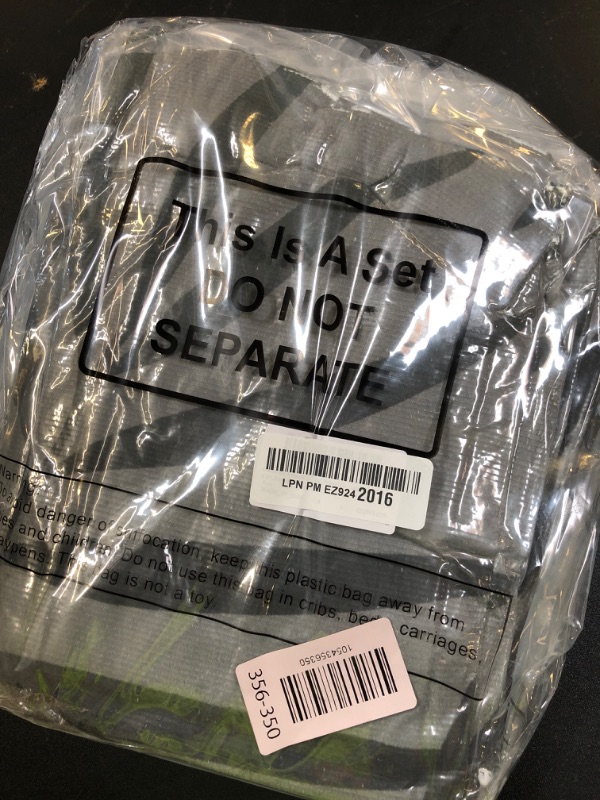 This Is A Set
DO NOT
SEPARATE
LPN PM EZ924 2016
Warning
To avoid danger of suffocation, keep this plastic bag away from
babies and children. Do not use this bag in cribs, beds, carriages,
playpens. This bag is not a toy.
1054356350
356-350